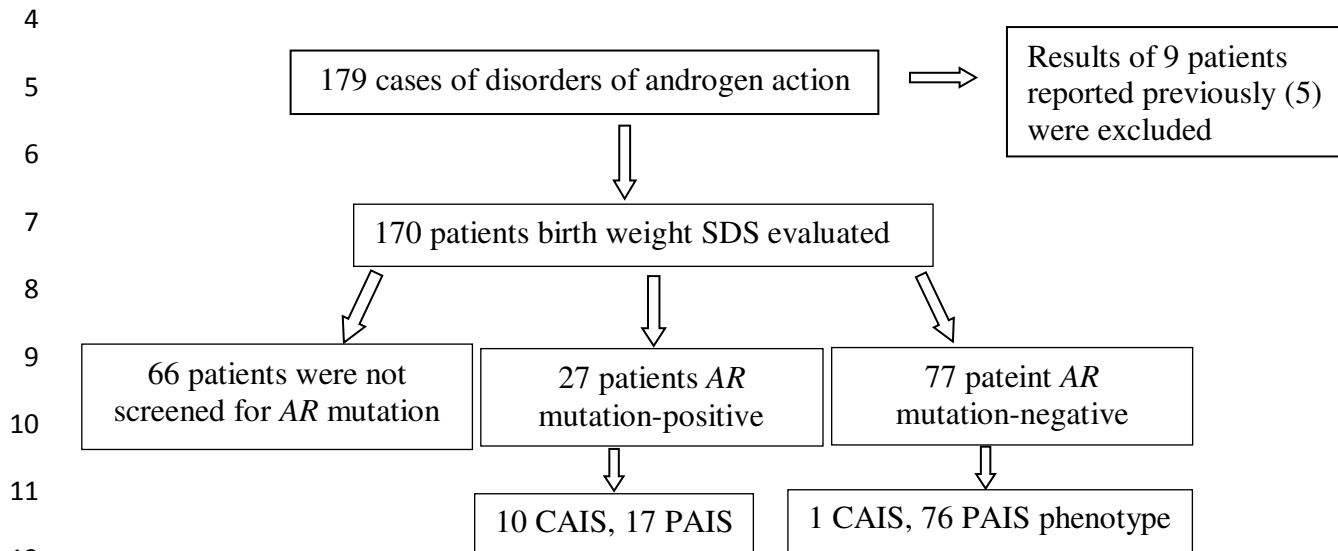 4
179 cases of disorders of androgen action
Results of 9 patients
reported previously (5)
were excluded
5
6
7
170 patients birth weight SDS evaluated
8
9
66 patients were not
screened for AR mutation
27 patients AR
mutation-positive
77 pateint AR
mutation-negative
10
11
10 CAIS, 17 PAIS
1 CAIS, 76 PAIS phenotype